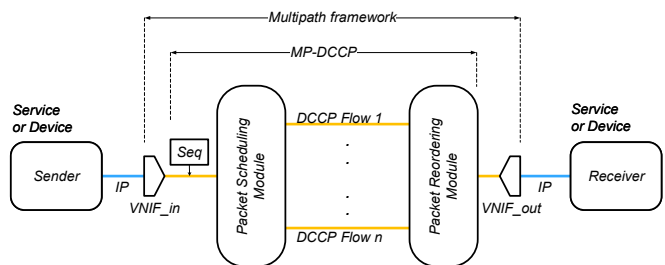 Multipath framework
MP-DCCP
Service
or Device
Sender
IP
VNIF_in
Seq
Packet Scheduling
Module
DCCP Flow 1
DCCP Flow n
Packet Reordering
Module
VNIF_out
IP
Service
or Device
Receiver